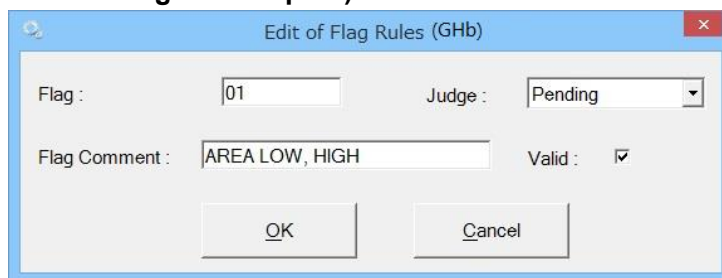 Edit of Flag Rules (GHb)
Flag : 01 Judge : Pending
Flag Comment : AREA LOW, HIGH Valid :
OK Cancel